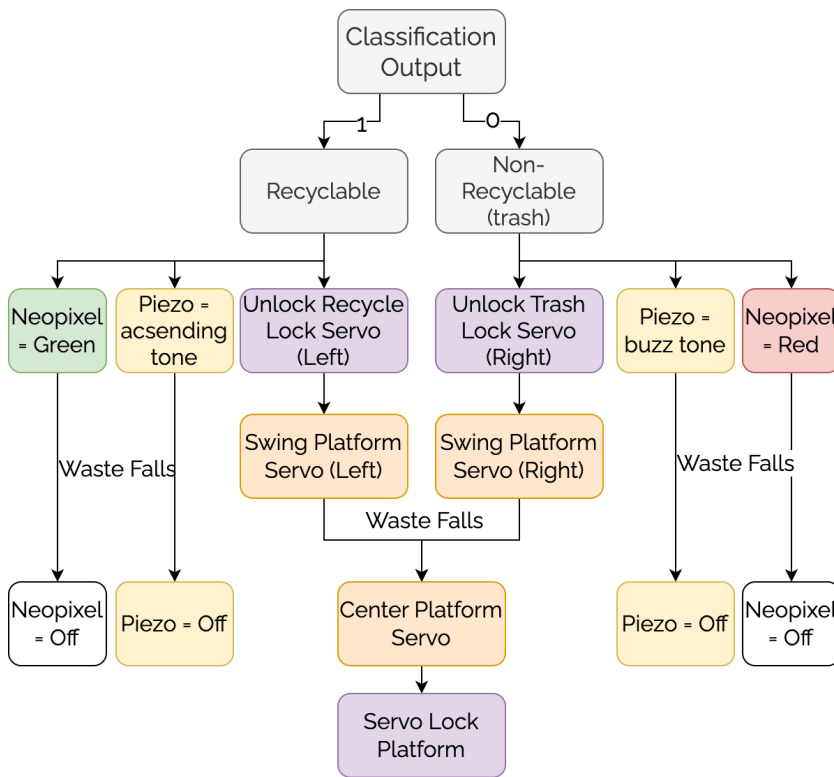 Classification
Output
1
0
Recyclable
Non-
Recyclable
(trash)
Neopixel
= Green
Piezo =
acsending
tone
Unlock Recycle
Lock Servo
(Left)
Unlock Trash
Lock Servo
(Right)
Piezo =
buzz tone
Neopixel
= Red
Swing Platform
Servo (Left)
Swing Platform
Servo (Right)
Waste Falls
Waste Falls
Waste Falls
Neopixel
= Off
Piezo = Off
Center Platform
Servo
Piezo = Off
Neopixel
= Off
Servo Lock
Platform